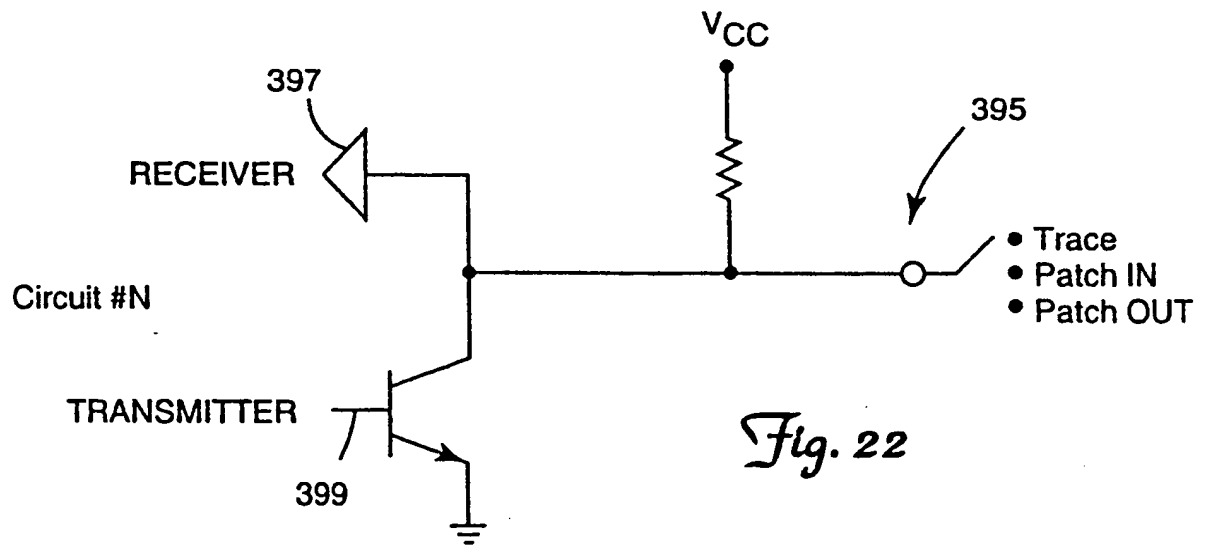 VCC
397
395
RECEIVER
Trace
Patch IN
Patch OUT
Circuit #N
TRANSMITTER
399
Fig. 22